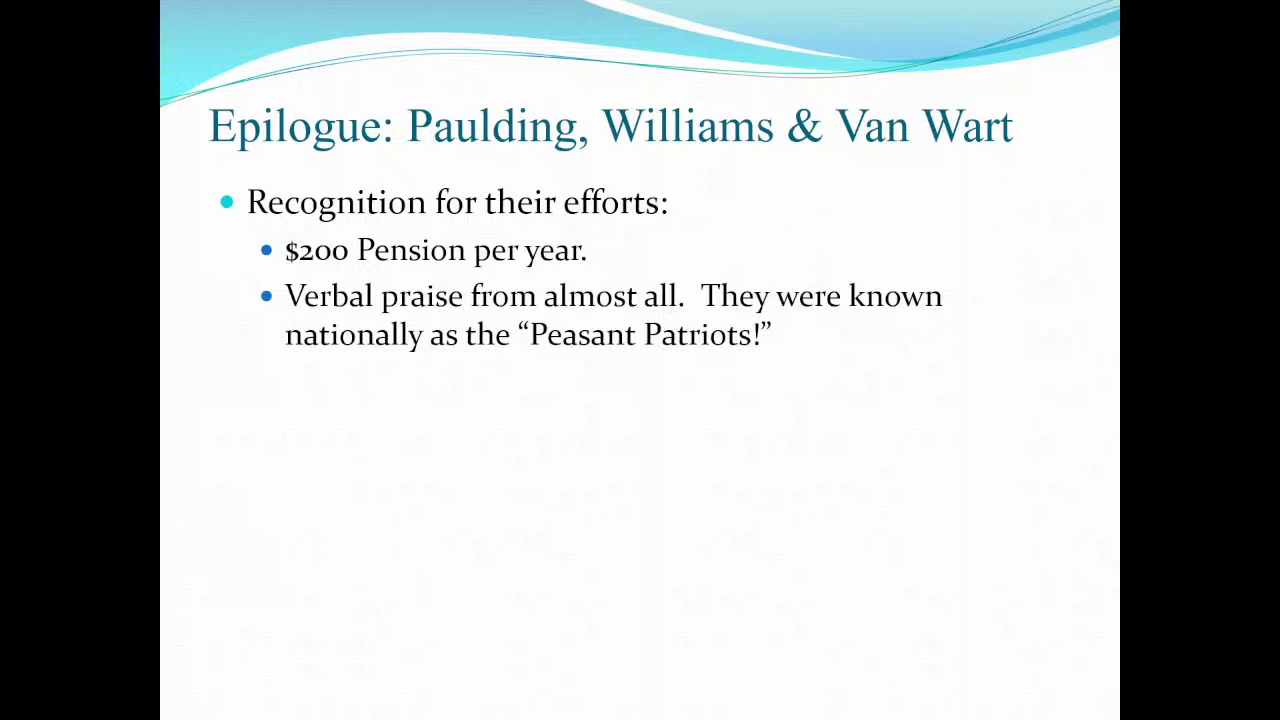 Epilogue: Paulding, Williams & Van Wart
Recognition for their efforts:
$200 Pension per year.
Verbal praise from almost all.  They were known
nationally as the “Peasant Patriots!”